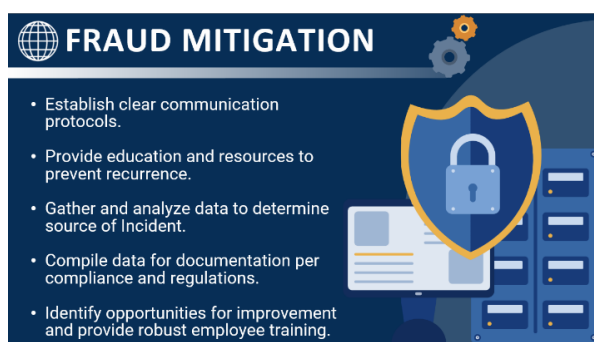 FRAUD MITIGATION
• Establish clear communication
protocols.
• Provide education and resources to
prevent recurrence.
• Gather and analyze data to determine
source of Incident.
• Compile data for documentation per
compliance and regulations.
• Identify opportunities for improvement
and provide robust employee training.